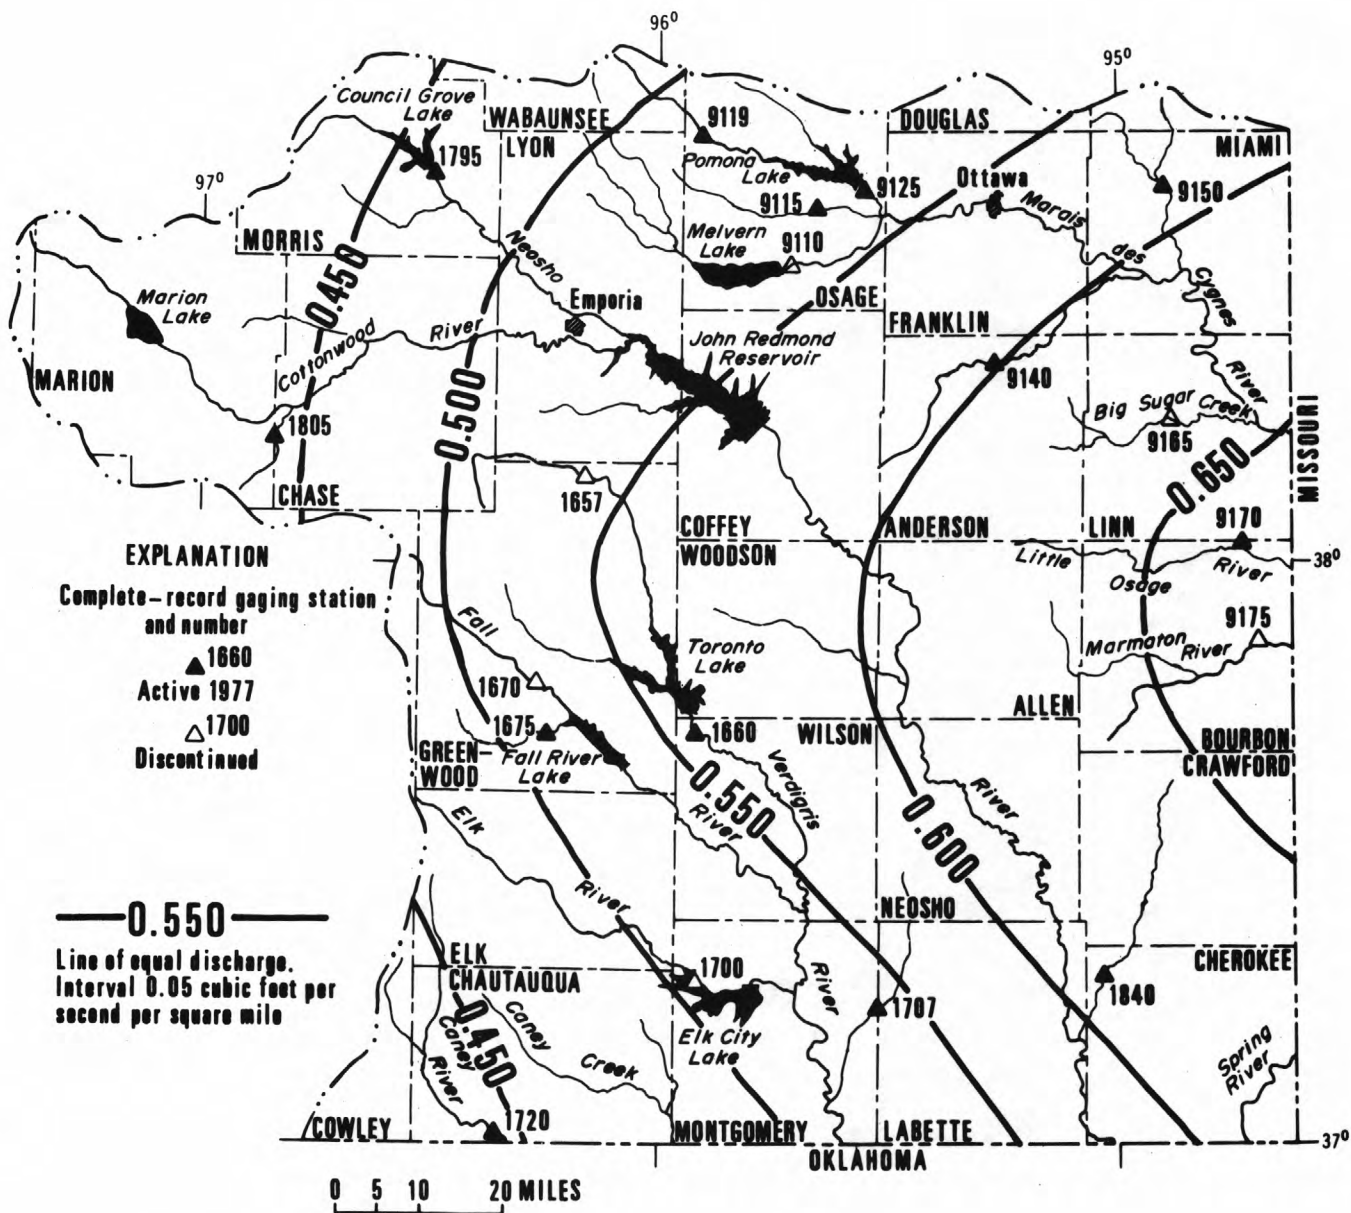 96°
95°
97°
Council Grove
Lake
1795
WABAUNSEE
LYON
9119
Pomona
Lake
9125
9115
DOUGLAS
Ottawa
MIAMI
9150
Marais
des
Cygnes
River
MORRIS
0.450
Neosho
Melvern
Lake
9110
OSAGE
FRANKLIN
Marion
Lake
Emporia
Cottonwood
River
John Redmond
Reservoir
9140
MARION
0.500
1805
Big Sugar Creek
9165
MISSOURI
0.650
CHASE
1657
COFFEY
WOODSON
ANDERSON
LINN
9170
Little
Osage
River
38°
EXPLANATION
Complete-record gaging station
and number
1660
Active 1977
1700
Discontinued
Fall
Toronto
Lake
9175
Marmaton
River
1670
1675
Fall River
Lake
GREEN-
WOOD
1660
WILSON
ALLEN
BOURBON
CRAWFORD
0.550
Verdigris
River
River
0.600
Elk
River
0.550
Line of equal discharge.
Interval 0.05 cubic foot per
second per square mile
ELK
CHAUTAUQUA
NEOSHO
CHEROKEE
1700
River
1707
1840
Elk City
Lake
0.450
Caney
Creek
Caney
River
Spring
River
COWLEY
1720
MONTGOMERY
LABETTE
OKLAHOMA
37°
0 5 10 20 MILES